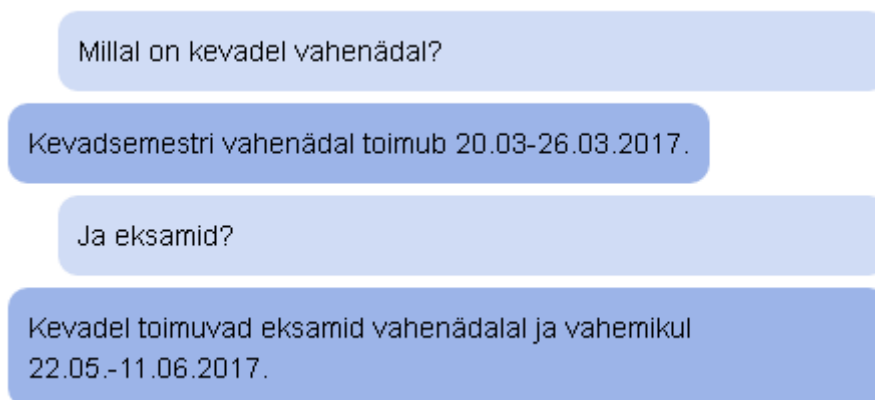 Millal on kevadel vahenädal?
Kevadsemestri vahenädal toimub 20.03-26.03.2017.
Ja eksamid?
Kevadel toimuvad eksamid vahenädalal ja vahemikul
22.05.-11.06.2017.